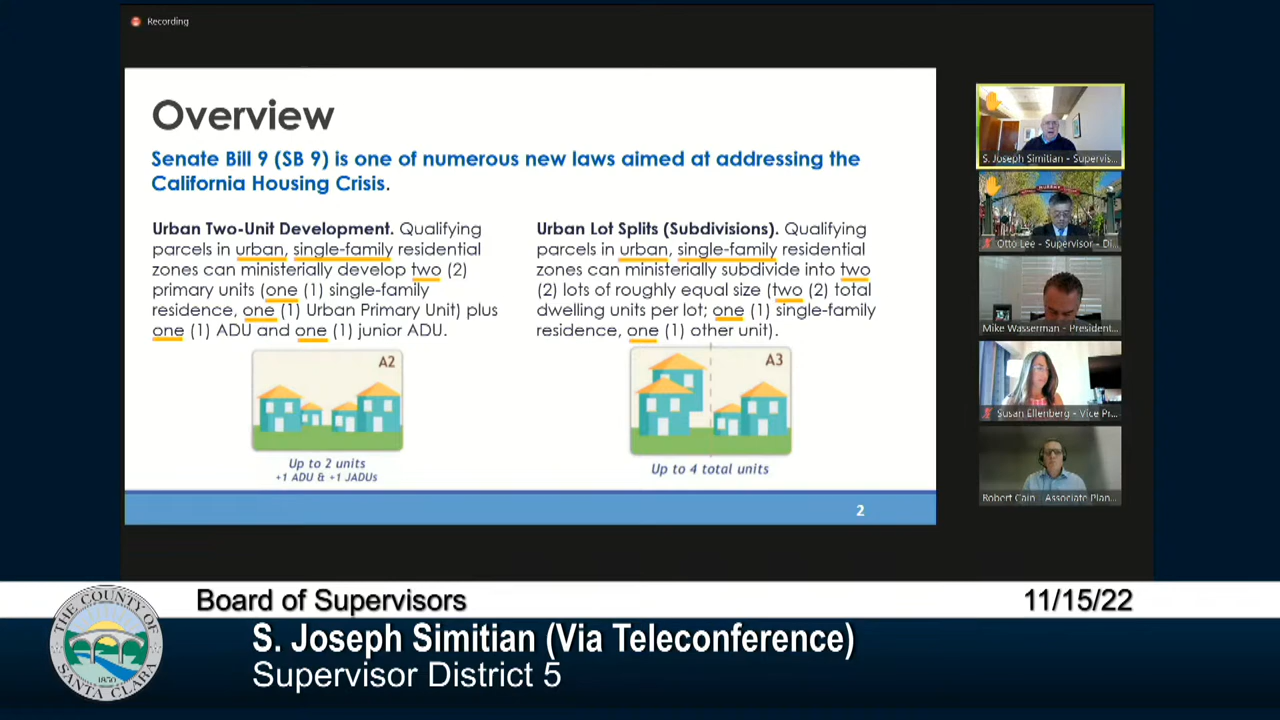 Recording
Overview
Senate Bill 9 (SB 9) is one of numerous new laws aimed at addressing the
California Housing Crisis.
Urban Two-Unit Development. Qualifying
parcels in urban, single-family residential
zones can ministerially develop two (2)
primary units (one (1) single-family
residence, one (1) Urban Primary Unit) plus
one (1) ADU and one (1) junior ADU.
A2
Up to 2 units
+1 ADU & +1 JADUs
Urban Lot Splits (Subdivisions). Qualifying
parcels in urban, single-family residential
zones can ministerially subdivide into two
(2) lots of roughly equal size (two (2) total
dwelling units per lot; one (1) single-family
residence, one (1) other unit).
A3
Up to 4 total units
2
S. Joseph Simitian - Supervis...
Otto Lee - Supervisor - Di...
Mike Wasserman - President...
Susan Ellenberg - Vice Pr...
Robert Cain - Associate Plan...
Board of Supervisors
11/15/22
S. Joseph Simitian (Via Teleconference)
Supervisor District 5
THE COUNTY OF
SANTA CLARA
1850